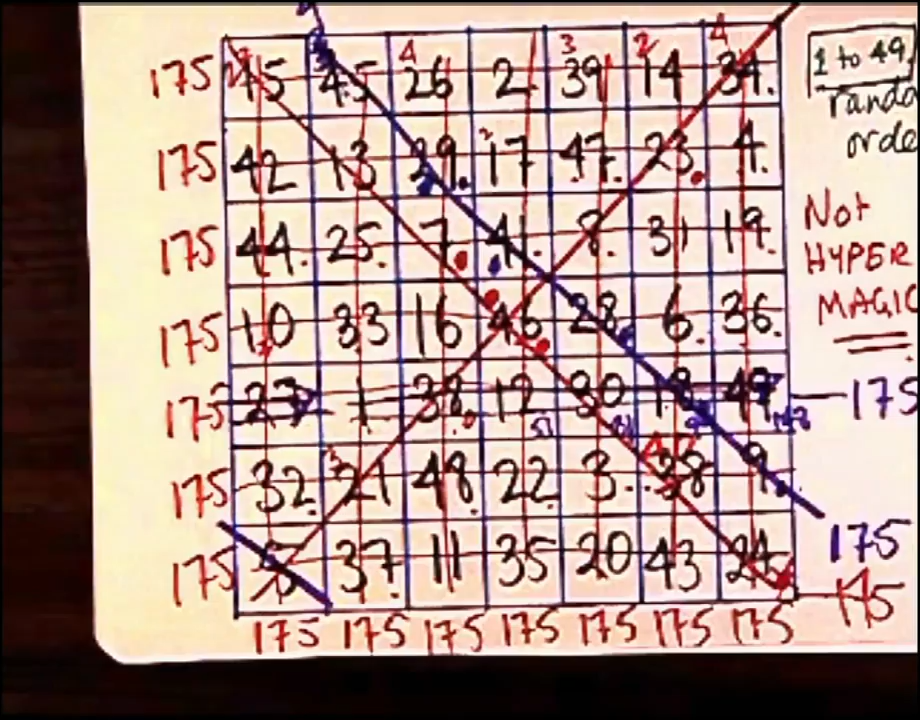 175 15 45 26 2 39 14 34 1 to 49
rando
175 42 13 29 17 47 23 4 orde
175 44 25 7 41 8 31 19 Not
HYPER
175 10 33 16 46 28 6 36 MAGIC
175 27 1 38 12 30 18 49 175
175 32 21 48 22 3 9
175
175 5 37 11 35 20 43 24 175
175 175 175 175 175 175 175